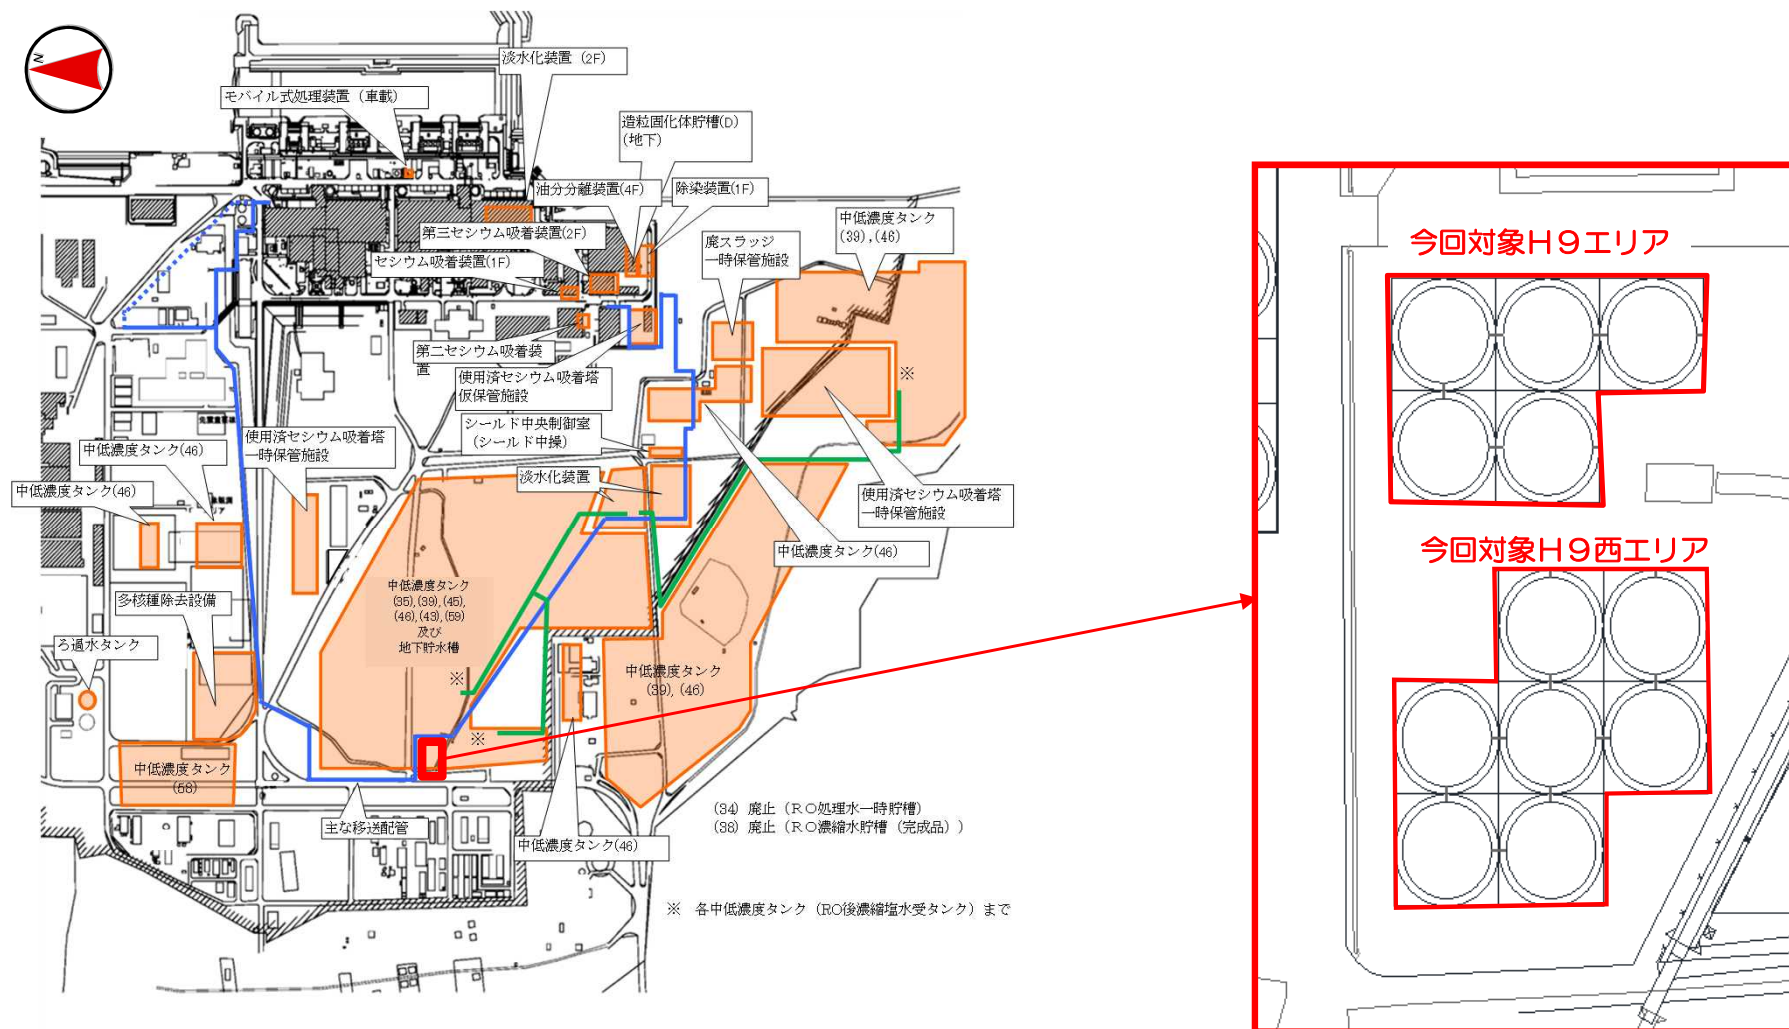 N
淡水化装置 (2F)
モバイル式処理装置（車載）
造粒固化体貯槽(D)
(地下)
油分分離装置(4F)
除染装置(1F)
中低濃度タンク
(39),(46)
第三セシウム吸着装置(2F)
廃スラッジ
一時保管施設
セシウム吸着装置(1F)
第二セシウム吸着装
置
使用済セシウム吸着塔
仮保管施設
※
シールド中央制御室
（シールド中操）
使用済セシウム吸着塔
一時保管施設
中低濃度タンク(46)
中低濃度タンク(46)
淡水化装置
使用済セシウム吸着塔
一時保管施設
中低濃度タンク(46)
中低濃度タンク
(35),(39),(45),
(46),(43),(59)
及び
地下貯水槽
多核種除去設備
ろ過水タンク
※
中低濃度タンク
(39), (46)
※
中低濃度タンク
(58)
主な移送配管
中低濃度タンク(46)
(34) 廃止（ＲＯ処理水一時貯槽）
(38) 廃止（ＲＯ濃縮水貯槽（完成品））
※　各中低濃度タンク（RO後濃縮塩水受タンク）まで
今回対象Ｈ９エリア
今回対象Ｈ９西エリア